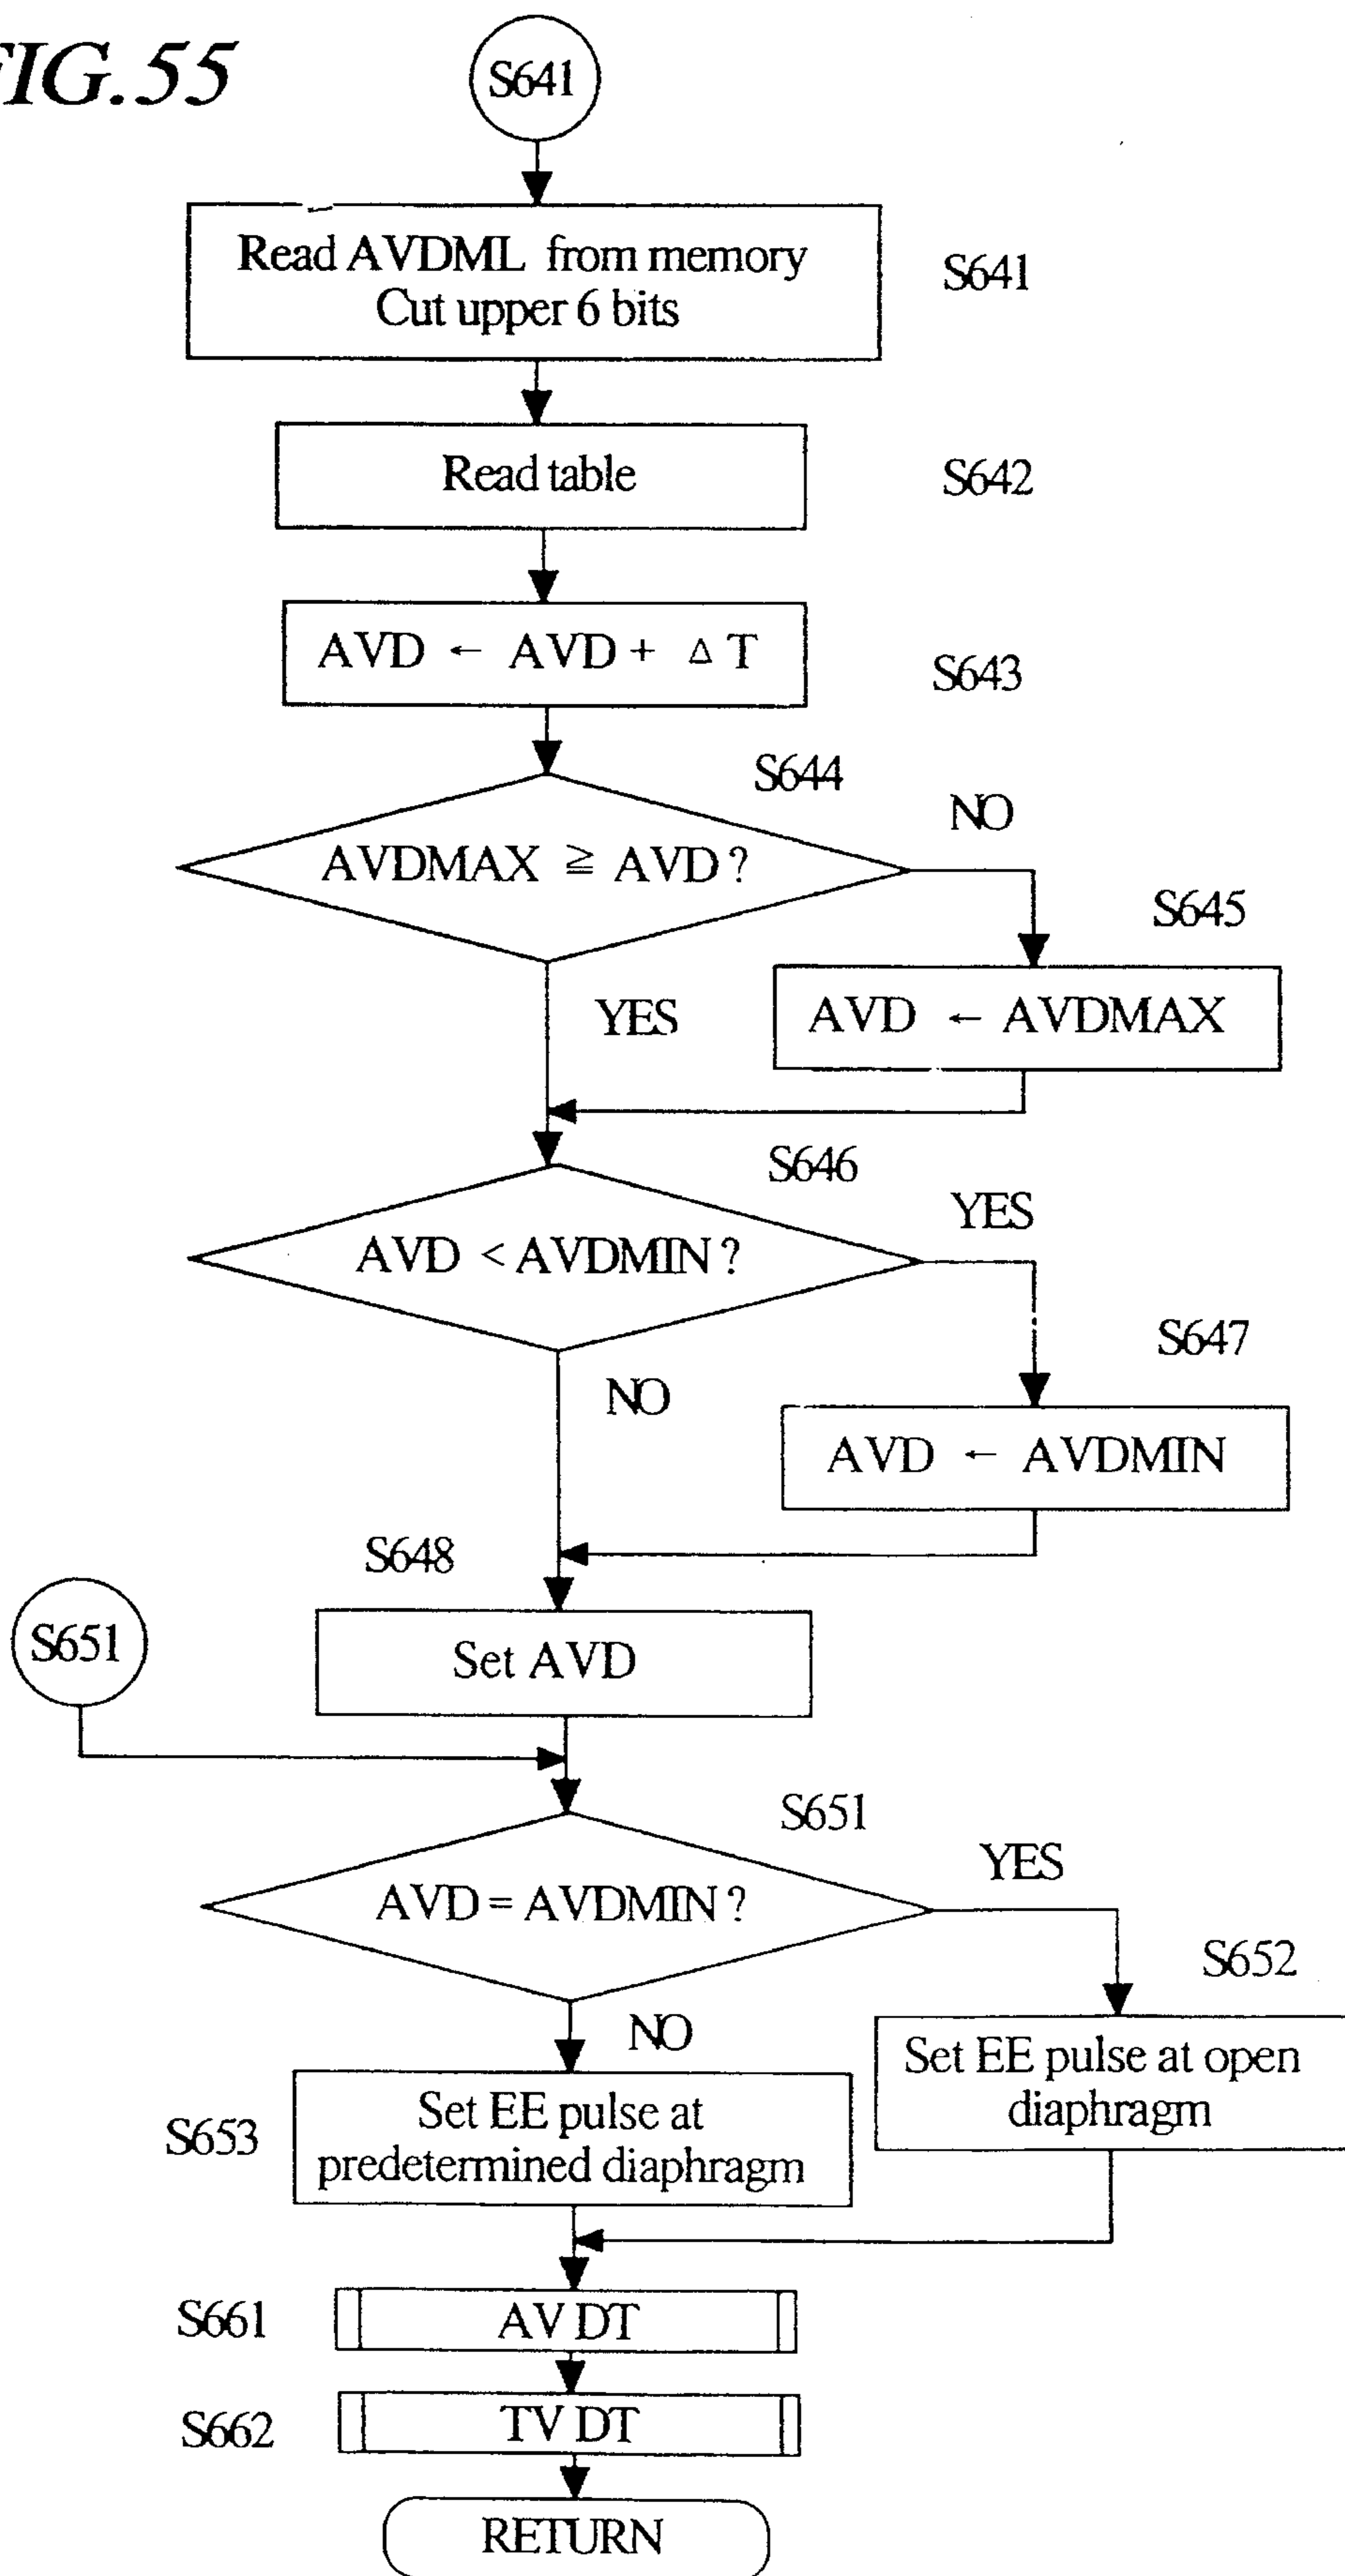 FIG.55
S641
Read AVDML from memory
Cut upper 6 bits
S641
Read table
S642
AVD ← AVD + Δ T
S643
S644
NO
AVDMAX ≧ AVD ?
S645
YES
AVD ← AVDMAX
S646
YES
AVD < AVDMIN ?
S647
NO
AVD ← AVDMIN
S648
S651
Set AVD
S651
YES
AVD = AVDMIN ?
S652
NO
Set EE pulse at open
diaphragm
Set EE pulse at
predetermined diaphragm
S653
S661
AV DT
S662
TV DT
RETURN